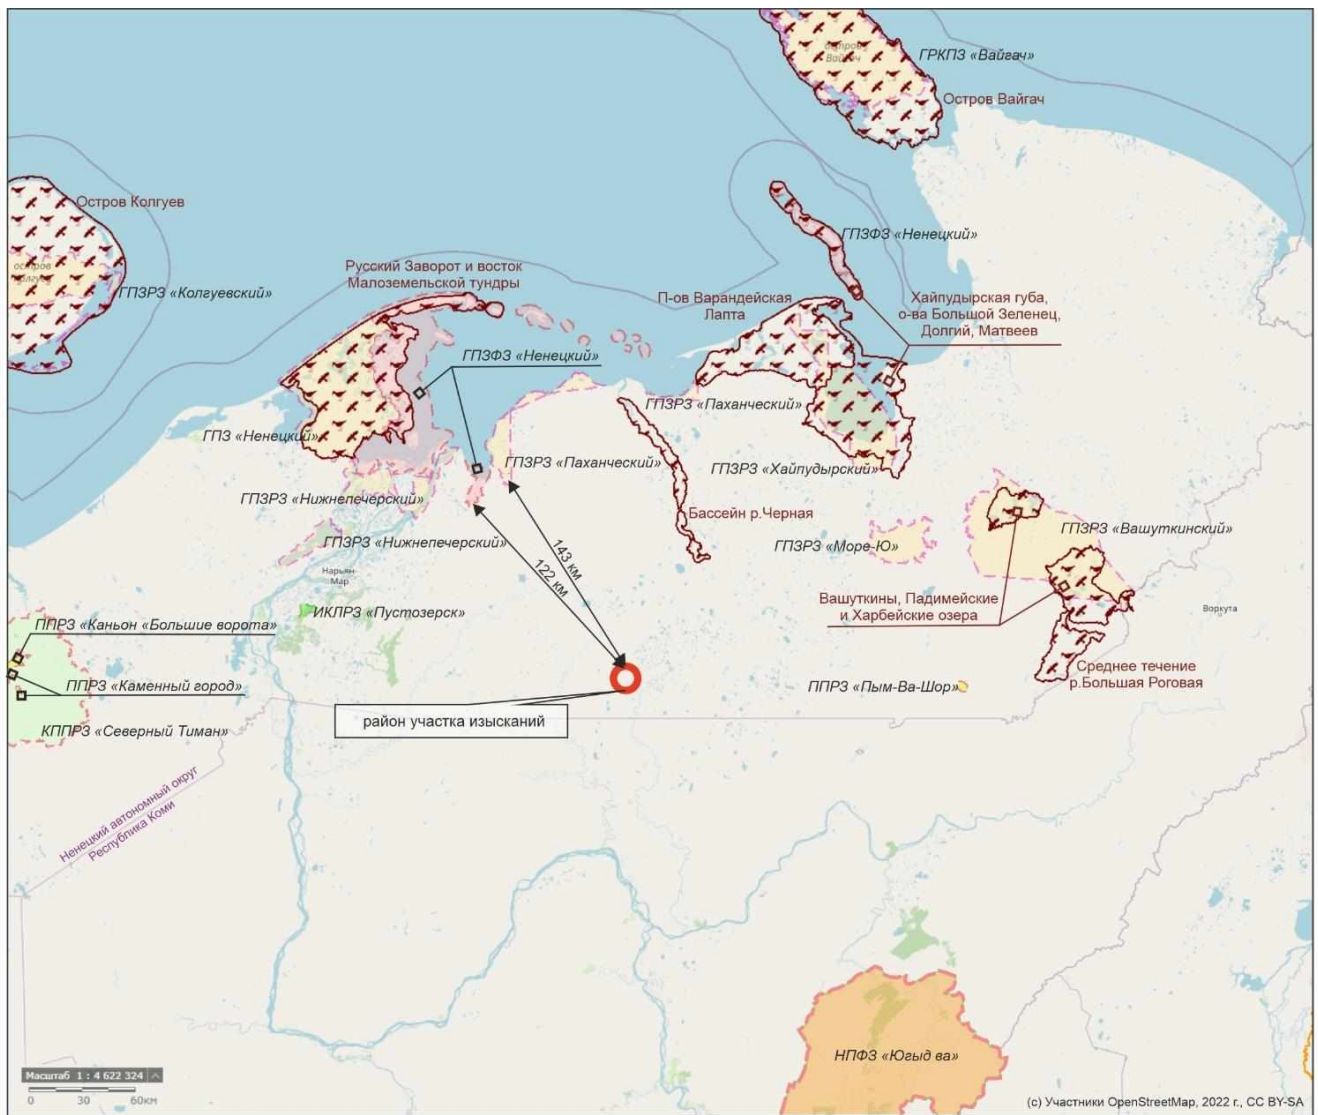 остров
Вайгач
ГРКПЗ «Вайгач»
Остров Вайгач
Остров Колгуев
ГПЗФЗ «Ненецкий»
Русский Заворот и восток
Малоземельской тундры
остров
ГПЗРЗ «Колгуевский»
П-ов Варандейская
Лапта
Хайпудырская губа,
о-ва Большой Зеленец,
Долгий, Матвеев
ГПЗФЗ «Ненецкий»
ГПЗРЗ «Паханческий»
ГПЗ «Ненецкий»
ГПЗРЗ «Паханческий»
ГПЗРЗ «Хайпудырский»
ГПЗРЗ «Нижнепечерский»
Бассейн р.Черная
ГПЗРЗ «Вашуткинский»
ГПЗРЗ «Нижнепечерский»
ГПЗРЗ «Море-Ю»
143 км
122 км
Нарьян-
Мар
Вашуткины, Падимейские
и Харбейские озера
Воркута
ИКЛРЗ «Пустозерск»
ППРЗ «Каньон «Большие ворота»
Среднее течение
р.Большая Роговая
ППРЗ «Каменный город»
ППРЗ «Пым-Ва-Шор»
район участка изысканий
КППРЗ «Северный Тиман»
Ненецкий автономный округ
Республика Коми
НПФЗ «Югыд ва»
Масштаб 1 : 4 622 324
0 30 60км
(c) Участники OpenStreetMap, 2022 г., CC BY-SA